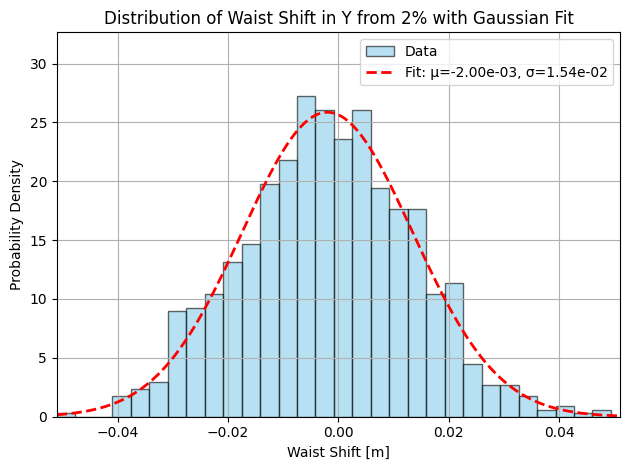 Distribution of Waist Shift in Y from 2% with Gaussian Fit
Data
Fit: μ=-2.00e-03, σ=1.54e-02
Probability Density
30
25
20
15
10
5
0
−0.04
−0.02
0.00
0.02
0.04
Waist Shift [m]